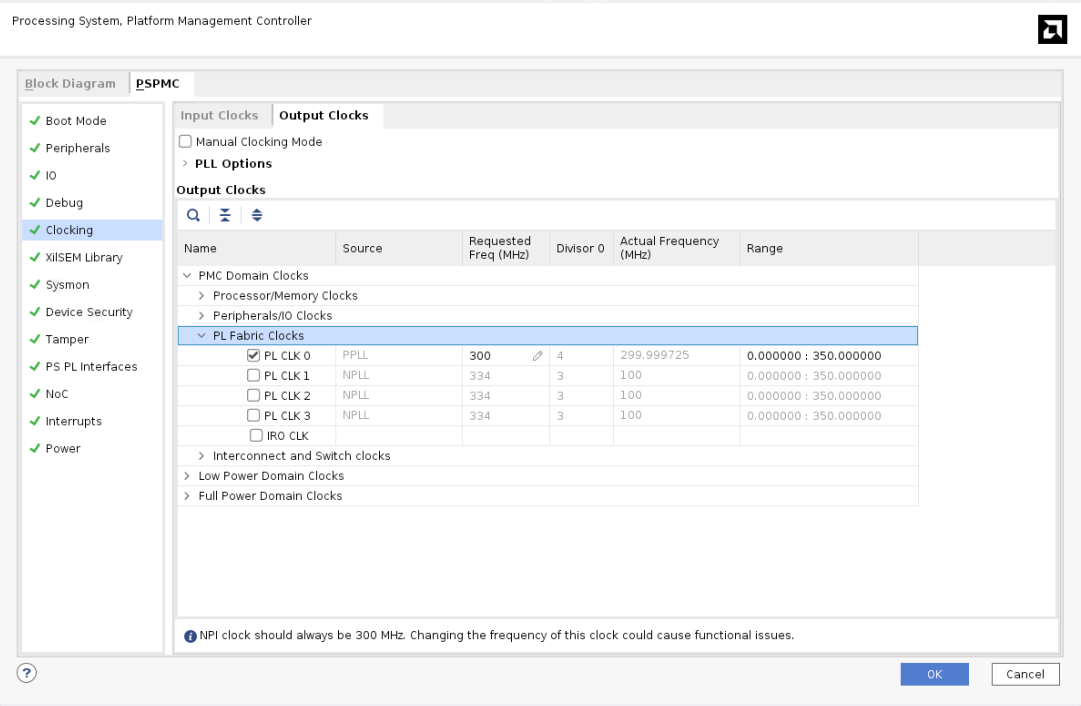 Processing System, Platform Management Controller
Block Diagram PSPMC
Boot Mode
Peripherals
IO
Debug
Clocking
XilSEM Library
Sysmon
Device Security
Tamper
PS PL Interfaces
NoC
Interrupts
Power
Input Clocks Output Clocks
Manual Clocking Mode
PLL Options
Output Clocks
Name Source Requested Freq (MHz) Divisor 0 Actual Frequency (MHz) Range
PMC Domain Clocks
Processor/Memory Clocks
Peripherals/IO Clocks
PL Fabric Clocks
PL CLK 0 PPLL 300 4 299.999725 0.000000 : 350.000000
PL CLK 1 NPLL 334 3 100 0.000000 : 350.000000
PL CLK 2 NPLL 334 3 100 0.000000 : 350.000000
PL CLK 3 NPLL 334 3 100 0.000000 : 350.000000
IRO CLK
Interconnect and Switch clocks
Low Power Domain Clocks
Full Power Domain Clocks
NPI clock should always be 300 MHz. Changing the frequency of this clock could cause functional issues.
? OK Cancel